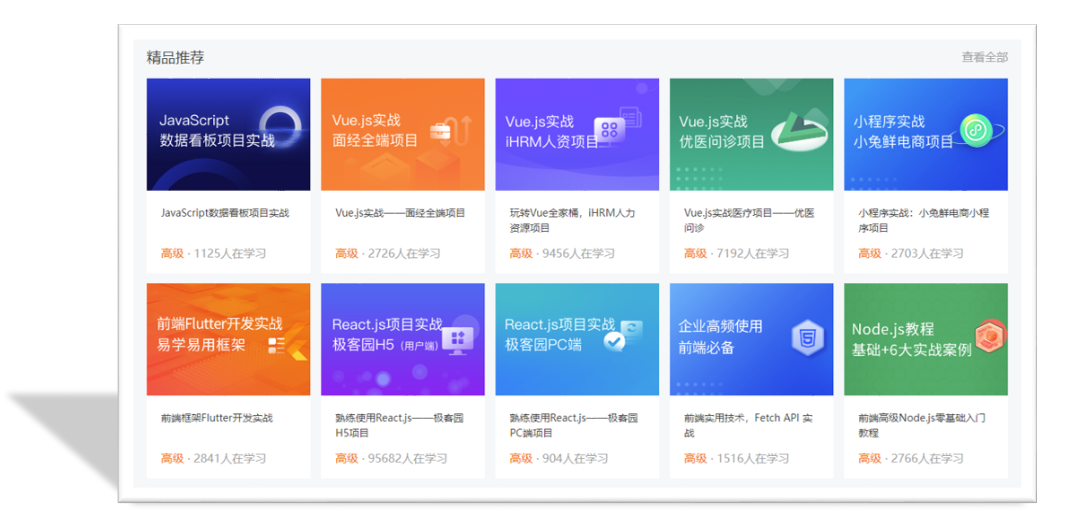 精品推荐
查看全部
JavaScript
数据看板项目实战
Vue.js实战
面经全端项目
Vue.js实战
iHRM人资项目
Vue.js实战
优医问诊项目
小程序实战
小兔鲜电商项目
JavaScript数据看板项目实战
Vue.js实战——面经全端项目
玩转Vue全家桶，iHRM人力
资源项目
Vue.js实战医疗项目——优医
问诊
小程序实战：小兔鲜电商小程
序项目
高级 · 1125人在学习
高级 · 2726人在学习
高级 · 9456人在学习
高级 · 7192人在学习
高级 · 2703人在学习
前端Flutter开发实战
易学易用框架
React.js项目实战
极客园H5（用户端）
React.js项目实战
极客园PC端
企业高频使用
前端必备
Node.js教程
基础+6大实战案例
前端框架Flutter开发实战
熟练使用React.js——极客园
H5项目
熟练使用React.js——极客园
PC端项目
前端实用技术，Fetch API 实
战
前端高级Node.js零基础入门
教程
高级 · 2841人在学习
高级 · 95682人在学习
高级 · 904人在学习
高级 · 1516人在学习
高级 · 2766人在学习